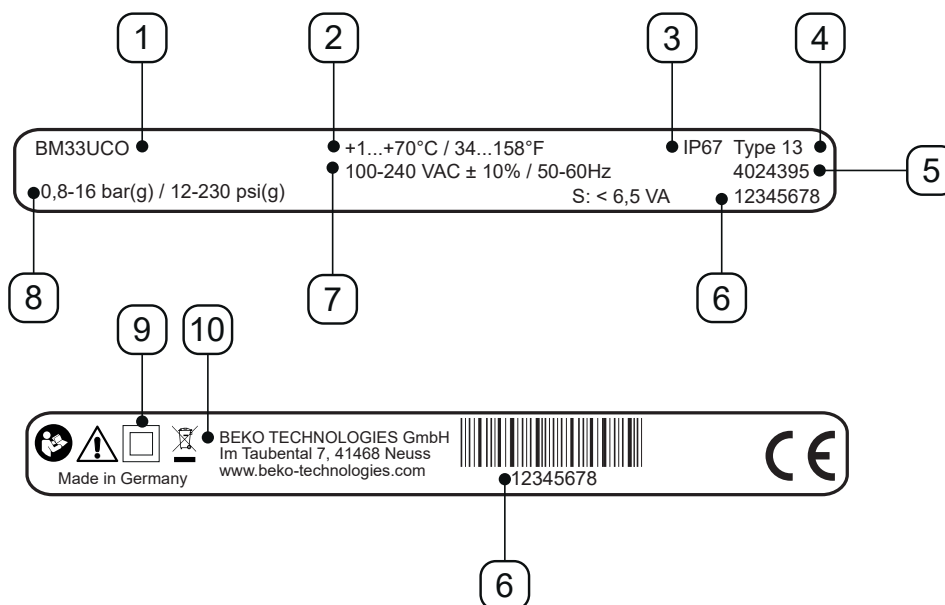 1 2 3 4
BM33UCO +1...+70°C / 34...158°F IP67 Type 13
100-240 VAC ± 10% / 50-60Hz 4024395 5
0,8-16 bar(g) / 12-230 psi(g) S: < 6,5 VA 12345678
8 7 6
9 10
BEKO TECHNOLOGIES GmbH
Im Taubental 7, 41468 Neuss
Made in Germany www.beko-technologies.com 12345678
CE
6